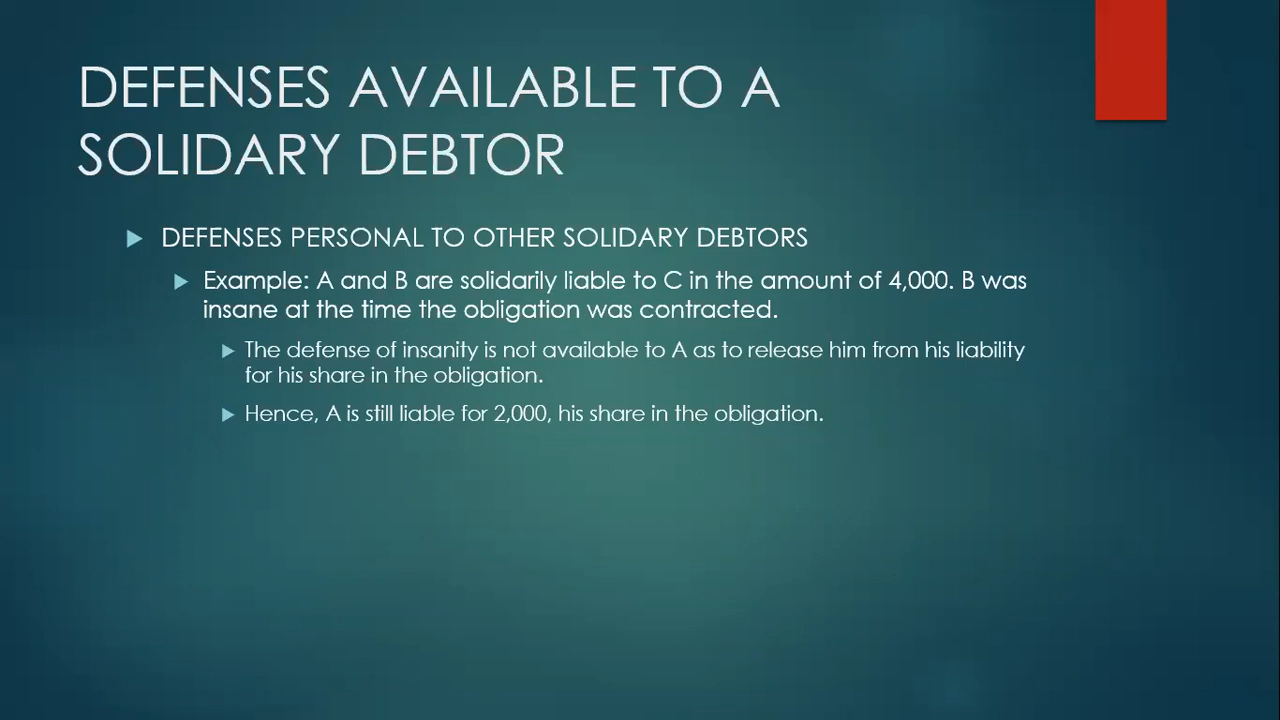 DEFENSES AVAILABLE TO A
SOLIDARY DEBTOR
DEFENSES PERSONAL TO OTHER SOLIDARY DEBTORS
Example: A and B are solidarily liable to C in the amount of 4,000. B was
insane at the time the obligation was contracted.
The defense of insanity is not available to A as to release him from his liability
for his share in the obligation.
Hence, A is still liable for 2,000, his share in the obligation.